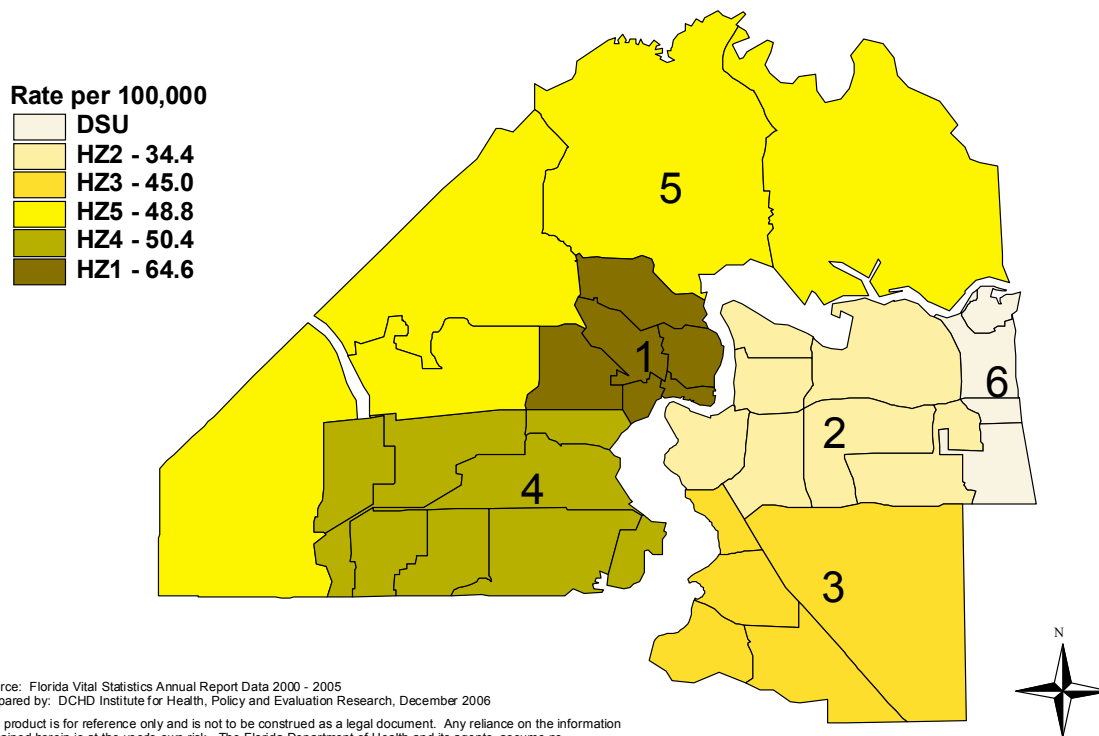 Rate per 100,000
DSU
HZ2 - 34.4
HZ3 - 45.0
HZ5 - 48.8
HZ4 - 50.4
HZ1 - 64.6
5
1
6
2
4
3
N
rce: Florida Vital Statistics Annual Report Data 2000 - 2005
pared by: DCHD Institute for Health, Policy and Evaluation Research, December 2006
product is for reference only and is not to be construed as a legal document. Any reliance on the information